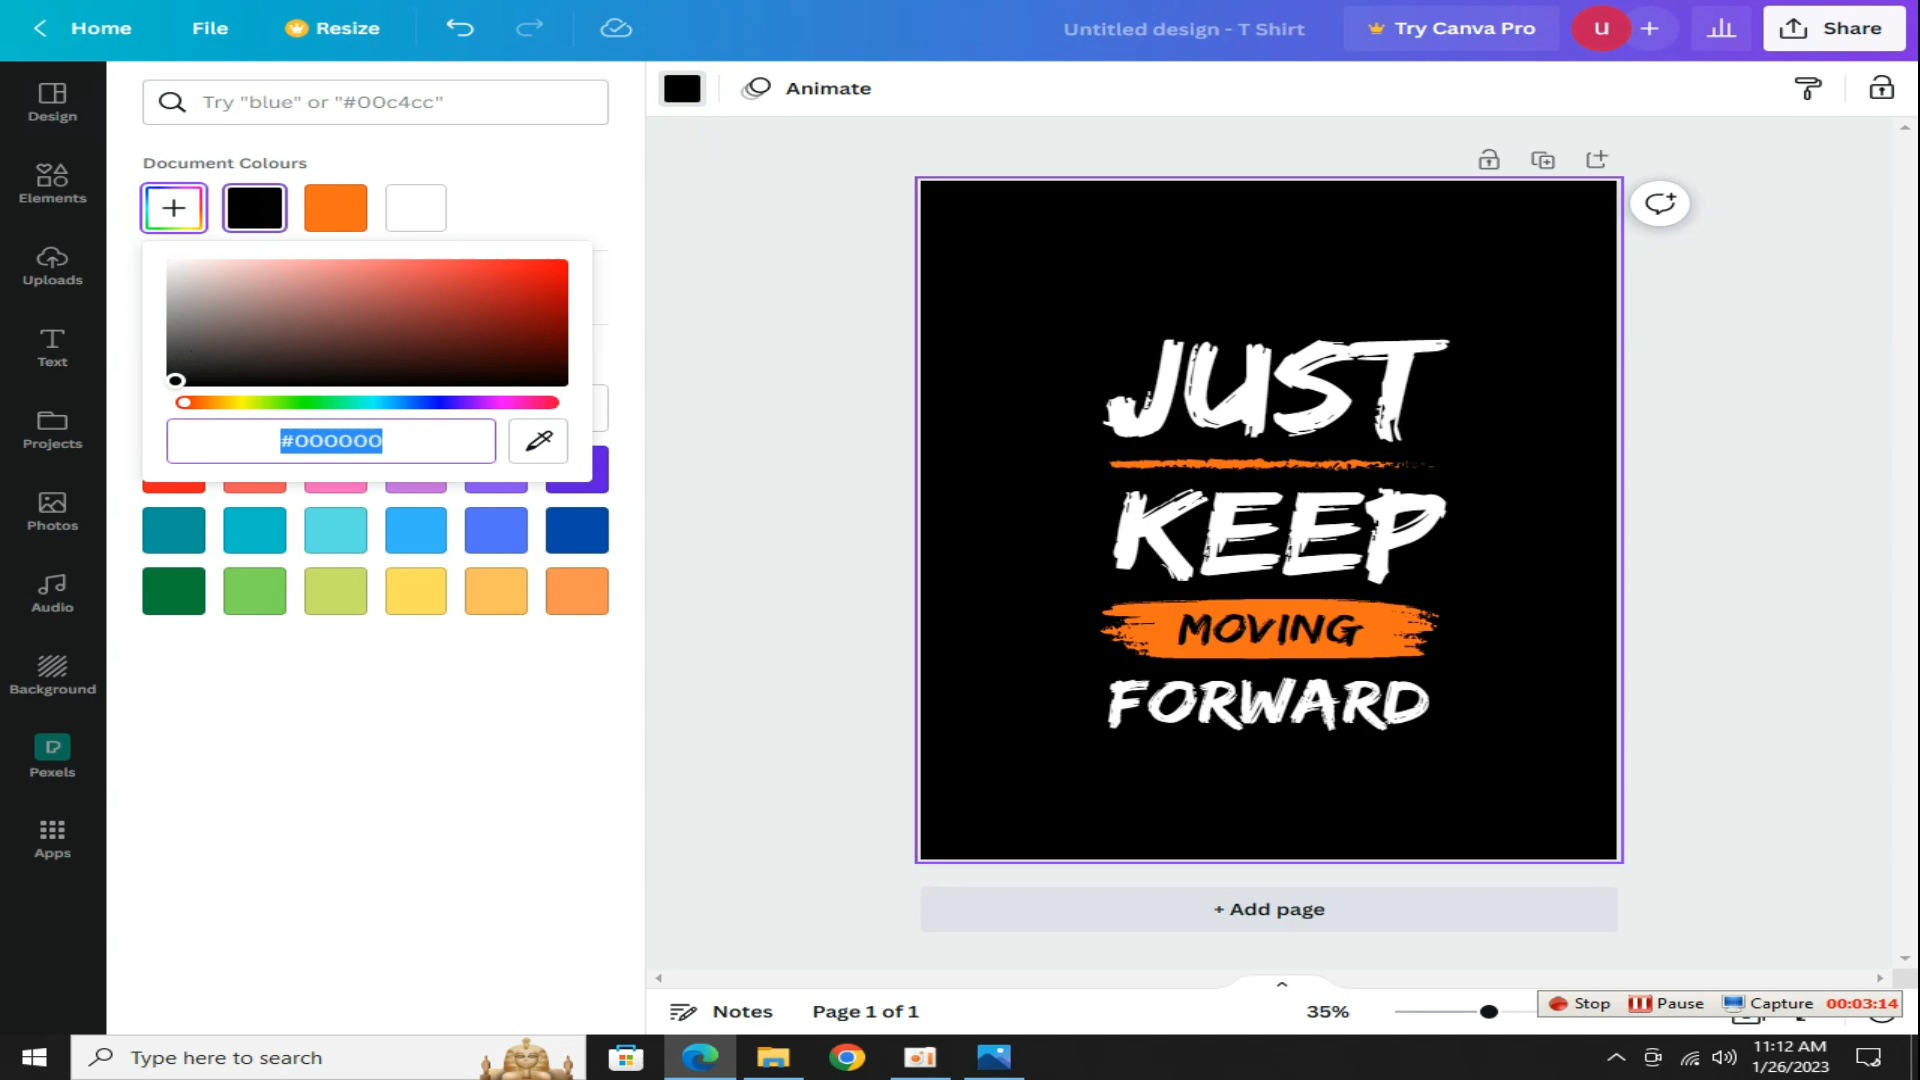 Home
File
Resize
Untitled design - T Shirt
Try Canva Pro
U
Share
Design
Elements
Uploads
Text
Projects
Photos
Audio
Background
Pexels
Apps
Try "blue" or "#00c4cc"
Document Colours
#000000
Animate
JUST
KEEP
MOVING
FORWARD
+ Add page
Notes
Page 1 of 1
35%
Stop
Pause
Capture
00:03:14
Type here to search
11:12 AM
1/26/2023